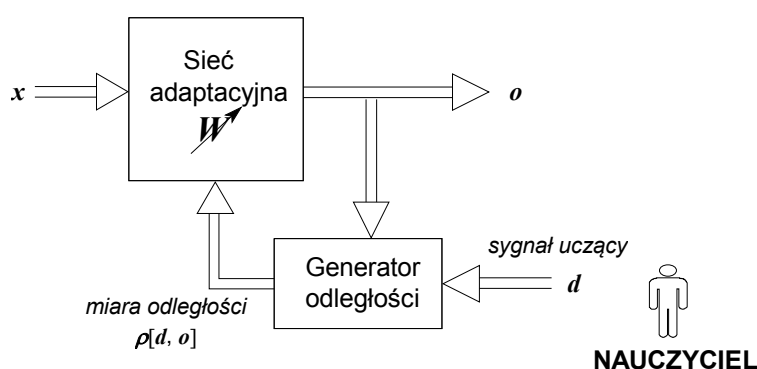 Sieć
adaptacyjna
W
x
o
sygnał uczący
Generator
odległości
d
miara odległości
ρ[d, o]
NAUCZYCIEL